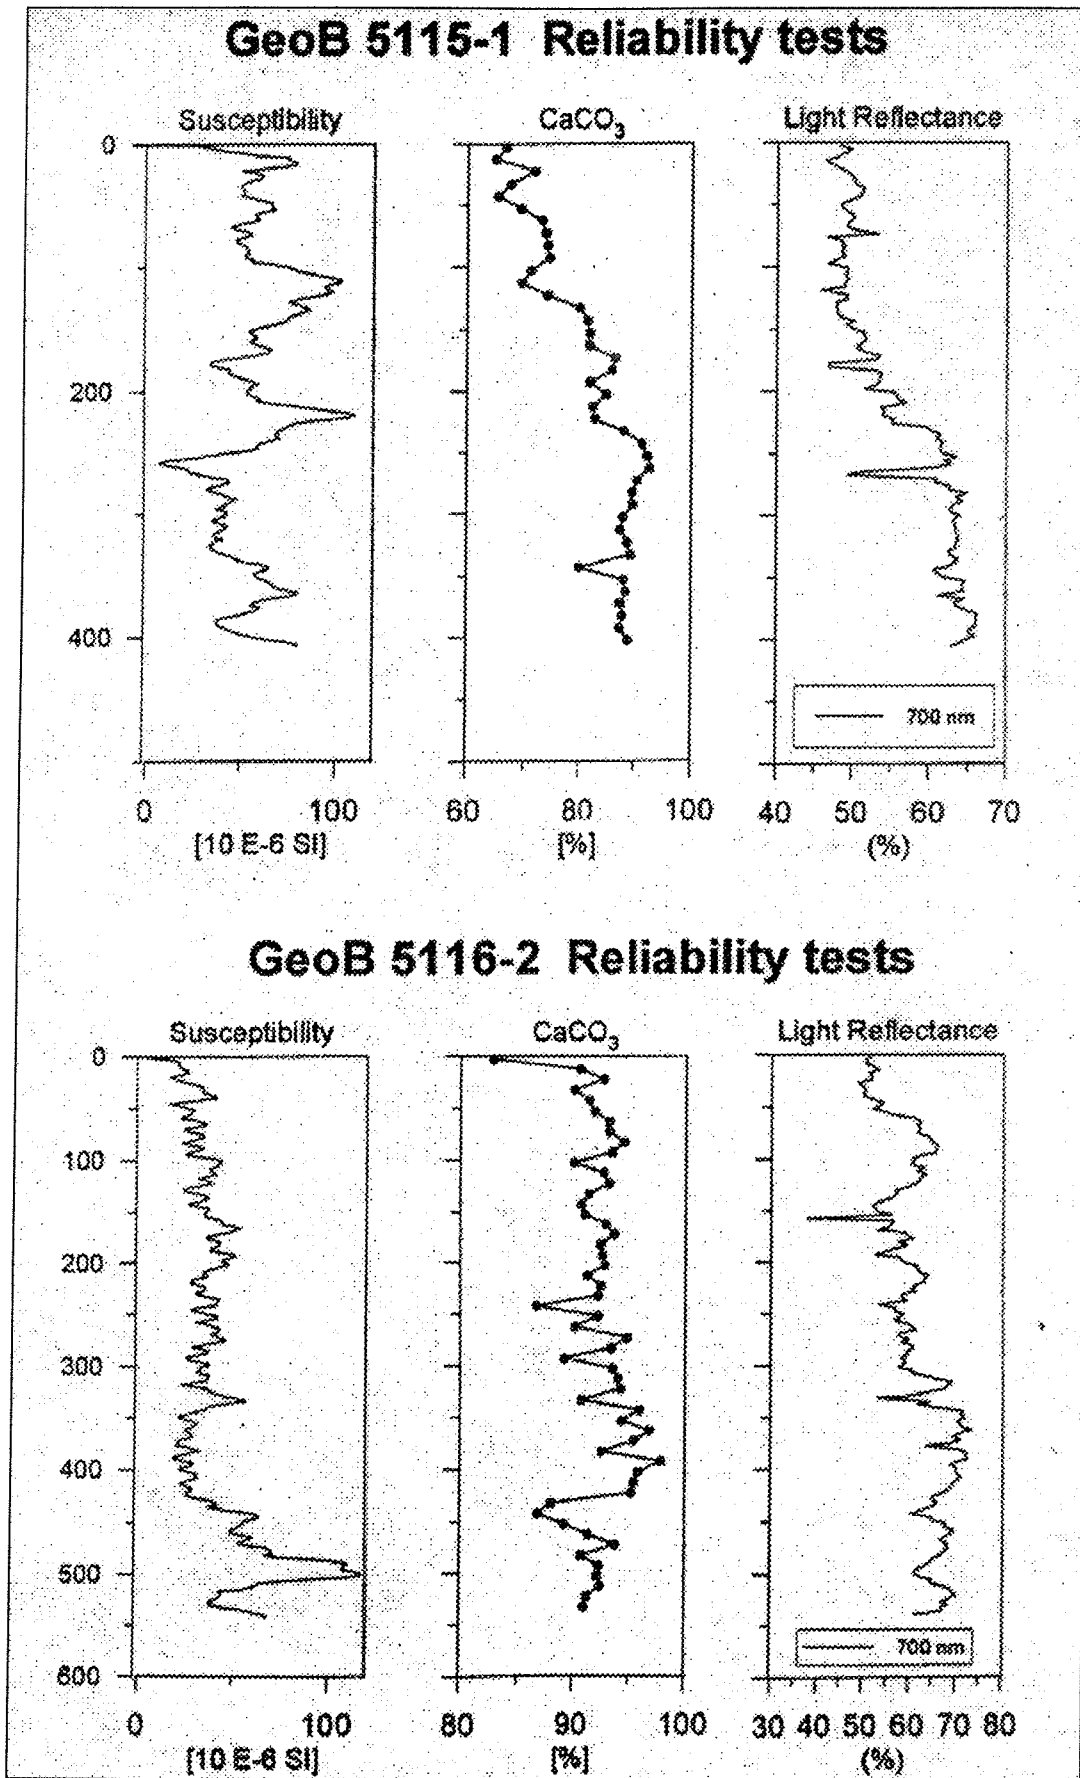 GeoB 5115-1 Reliability tests
Susceptibility CaCO3 Light Reflectance
0
200
400
700 nm
0 100 60 80 100 40 50 60 70
[10 E-6 SI] [%] (%)
GeoB 5116-2 Reliability tests
Susceptibility CaCO3 Light Reflectance
0
100
200
300
400
500
700 nm
600
0 100 80 90 100 30 40 50 60 70 80
[10 E-6 SI] [%] (%)